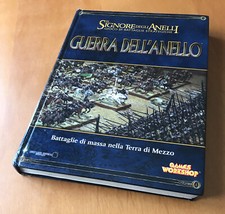 IL
SIGNORE DEGLI ANELLI
GUERRA DELL'ANELLO
Battaglie di massa nella Terra di Mezzo
GAMES
WORKSHOP